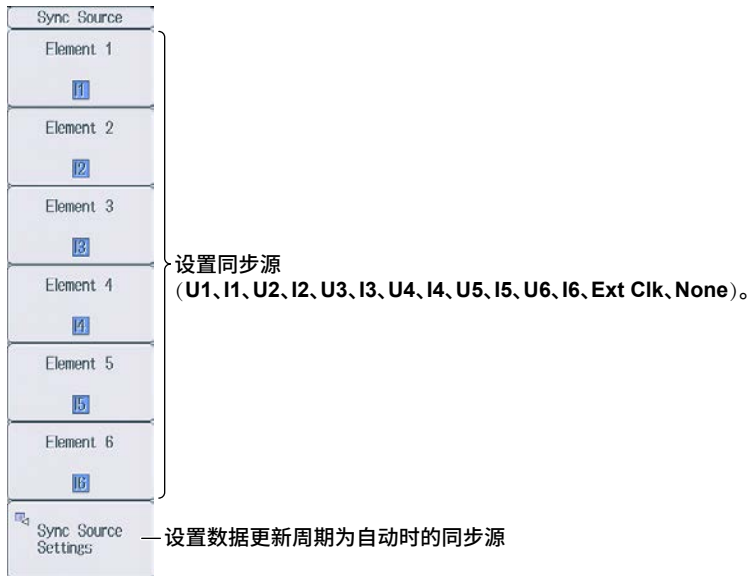 Sync Source
Element 1
I1
Element 2
I2
Element 3
I3
设置同步源
(U1、I1、U2、I2、U3、I3、U4、I4、U5、I5、U6、I6、Ext Clk、None)。
Element 4
I4
Element 5
I5
Element 6
I6
Sync Source
Settings
设置数据更新周期为自动时的同步源